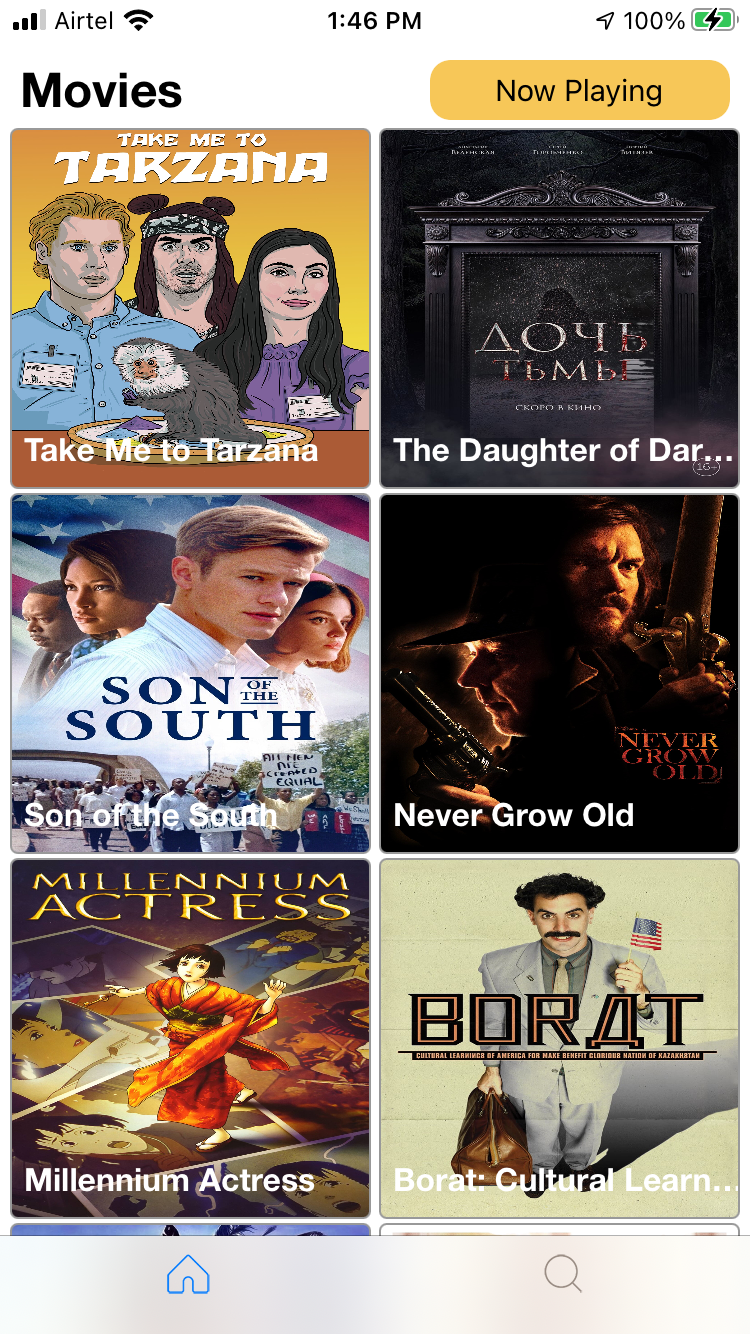 Airtel
1:46 PM
100%
Movies
Now Playing
TAKE ME TO
TARZANA
Take Me to Tarzana
ДОЧЬ
ТЬМЫ
СКОРО В КИНО
The Daughter of Dar...
16+
SON OF THE
SOUTH
ALL MEN
ARE
CREATED
EQUAL
Son of the South
NEVER
GROW
OLD
Never Grow Old
MILLENNIUM
ACTRESS
Millennium Actress
BORДT
CULTURAL LEARNINGS OF AMERICA FOR MAKE BENEFIT GLORIOUS NATION OF KAZAKHSTAN
Borat: Cultural Learn...